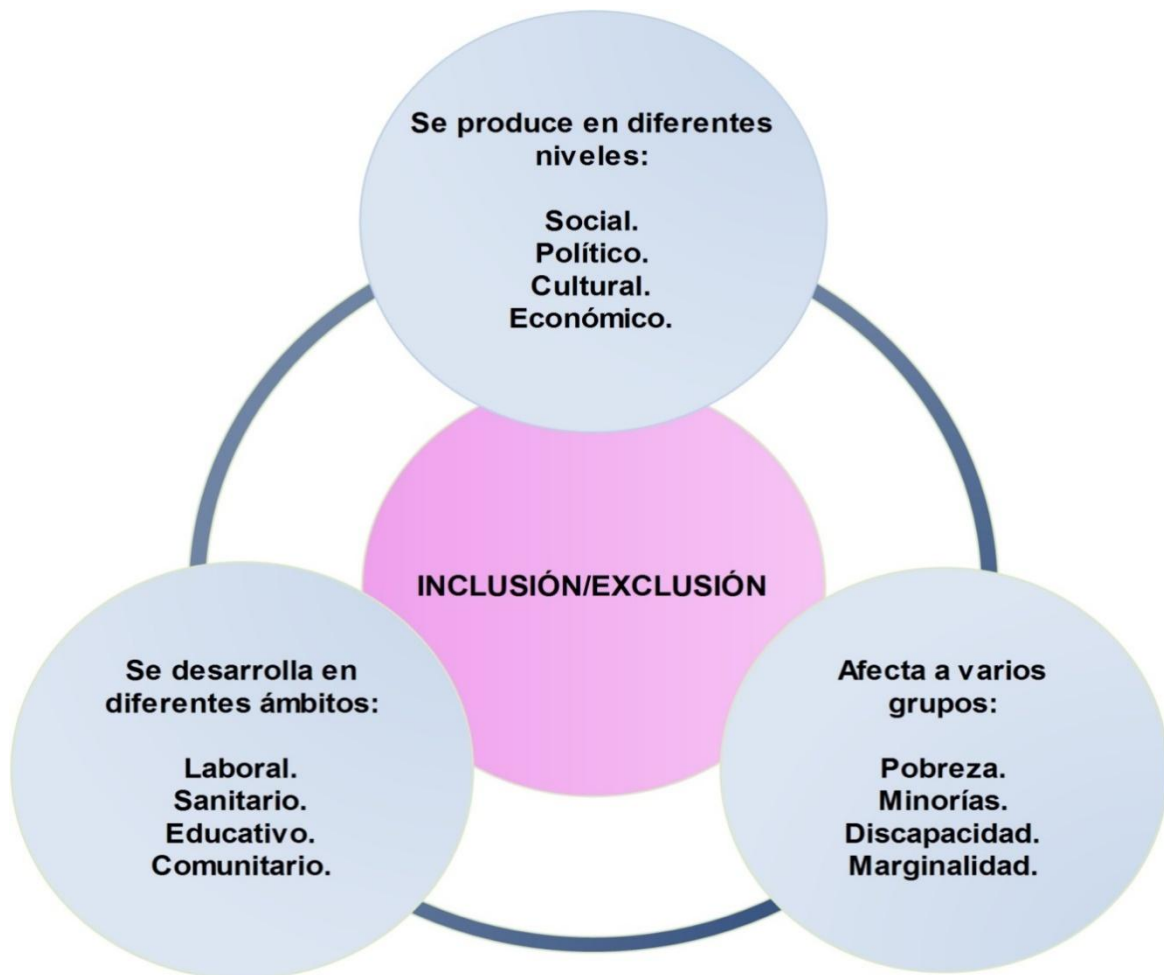 Se produce en diferentes
niveles:
Social.
Político.
Cultural.
Económico.
INCLUSIÓN/EXCLUSIÓN
Se desarrolla en
diferentes ámbitos:
Laboral.
Sanitario.
Educativo.
Comunitario.
Afecta a varios
grupos:
Pobreza.
Minorías.
Discapacidad.
Marginalidad.